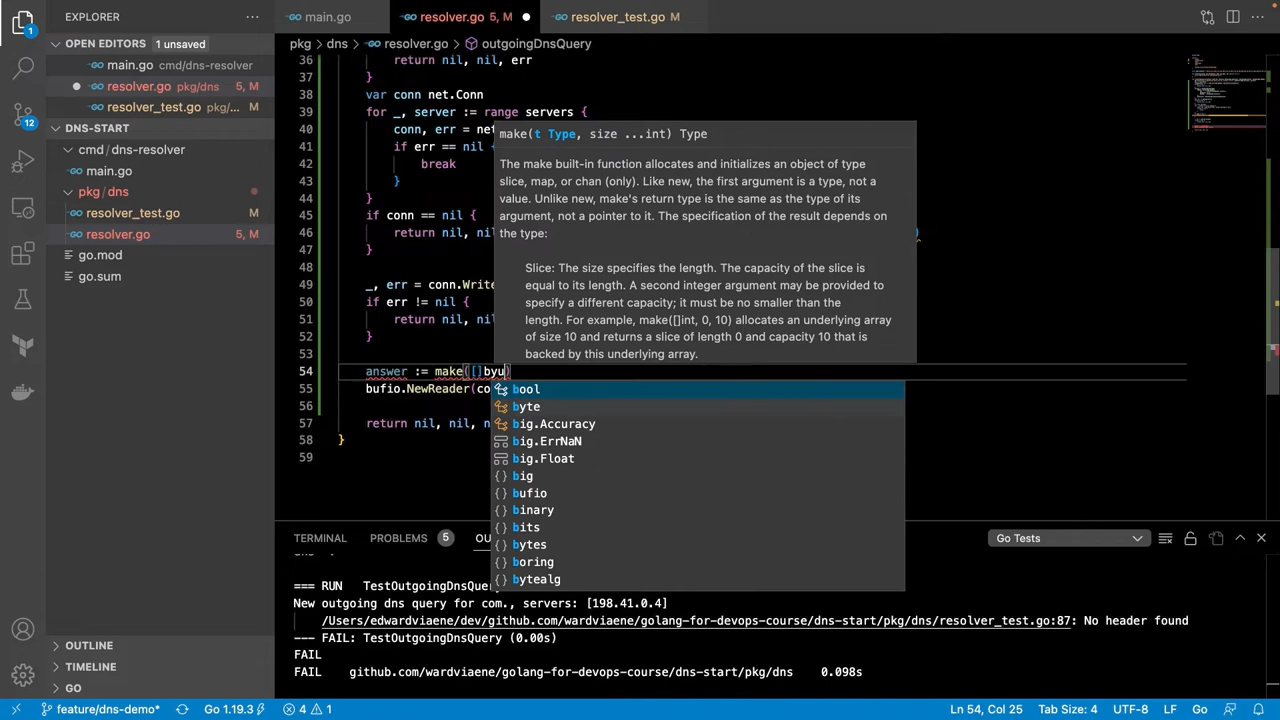 EXPLORER
OPEN EDITORS 1 unsaved
main.go cmd/dns-resolver
resolver.go pkg/dns 5, M
resolver_test.go pkg/... M
DNS-START
cmd/dns-resolver
main.go
pkg/dns
resolver_test.go M
resolver.go 5, M
go.mod
go.sum
OUTLINE
TIMELINE
GO
1
12
main.go
resolver.go 5, M
resolver_test.go M
pkg > dns > resolver.go > outgoingDnsQuery
36 return nil, nil, err
37 }
38 var conn net.Conn
39 for _, server := range servers {
40 conn, err = net
41 if err == nil {
42 break
43 }
44 }
45 if conn == nil {
46 return nil, nil
47 }
48
49 _, err = conn.Write
50 if err != nil {
51 return nil, nil
52 }
53
54 answer := make([]byu)
55 bufio.NewReader(co
56
57 return nil, nil, n
58 }
59
make(t Type, size ...int) Type
The make built-in function allocates and initializes an object of type
slice, map, or chan (only). Like new, the first argument is a type, not a
value. Unlike new, make's return type is the same as the type of its
argument, not a pointer to it. The specification of the result depends on
the type:
Slice: The size specifies the length. The capacity of the slice is
equal to its length. A second integer argument may be provided to
specify a different capacity; it must be no smaller than the
length. For example, make([]int, 0, 10) allocates an underlying array
of size 10 and returns a slice of length 0 and capacity 10 that is
backed by this underlying array.
bool
byte
big.Accuracy
big.ErrNaN
big.Float
big
bufio
binary
bits
bytes
boring
bytealg
TERMINAL PROBLEMS 5 OU
Go Tests
=== RUN TestOutgoingDnsQuery
New outgoing dns query for com., servers: [198.41.0.4]
/Users/edwardviaene/dev/github.com/wardviaene/golang-for-devops-course/dns-start/pkg/dns/resolver_test.go:87: No header found
--- FAIL: TestOutgoingDnsQuery (0.00s)
FAIL
FAIL github.com/wardviaene/golang-for-devops-course/dns-start/pkg/dns 0.098s
feature/dns-demo* Go 1.19.3 4 1 Ln 54, Col 25 Tab Size: 4 UTF-8 LF Go